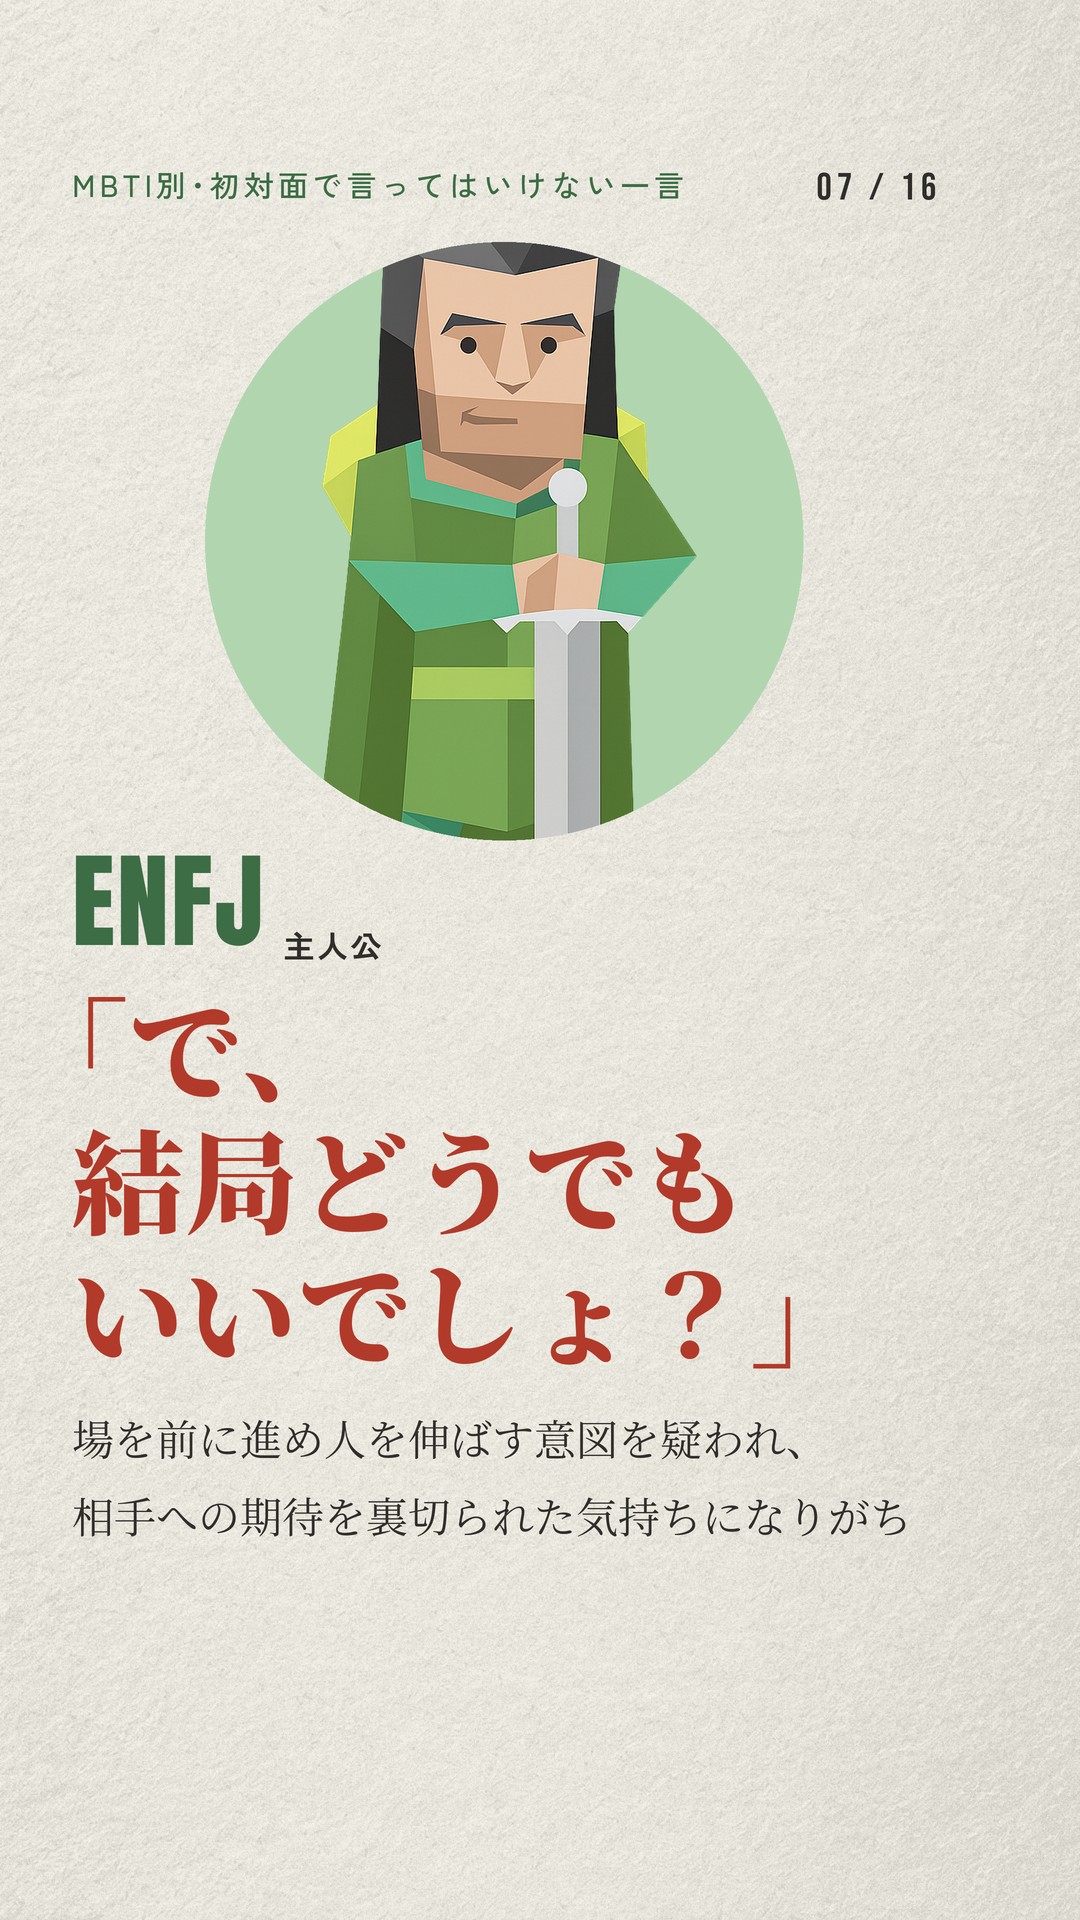 MBTI別・初対面で言ってはいけない一言
07 / 16
ENFJ 主人公
「で、
結局どうでも
いいでしょ？」
場を前に進め人を伸ばす意図を疑われ、
相手への期待を裏切られた気持ちになりがち